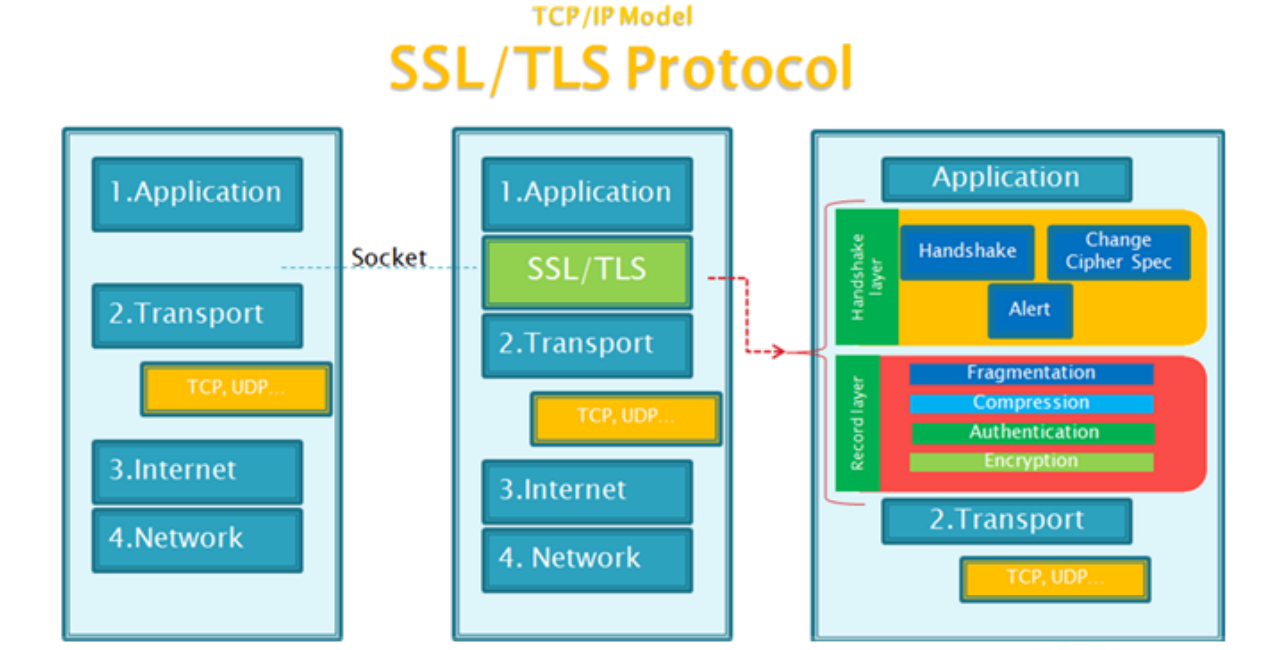 TCP/IP Model
SSL/TLS Protocol
1.Application
2.Transport
TCP, UDP...
3.Internet
4.Network
Socket
1.Application
SSL/TLS
2.Transport
TCP, UDP...
3.Internet
4. Network
Application
Handshake
layer
Handshake
Change
Cipher Spec
Alert
Record layer
Fragmentation
Compression
Authentication
Encryption
2.Transport
TCP, UDP...